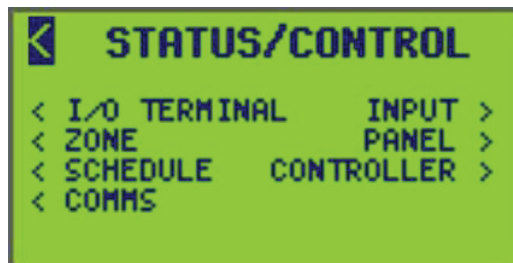 < STATUS/CONTROL
< I/O TERMINAL INPUT >
< ZONE PANEL >
< SCHEDULE CONTROLLER >
< COMMS